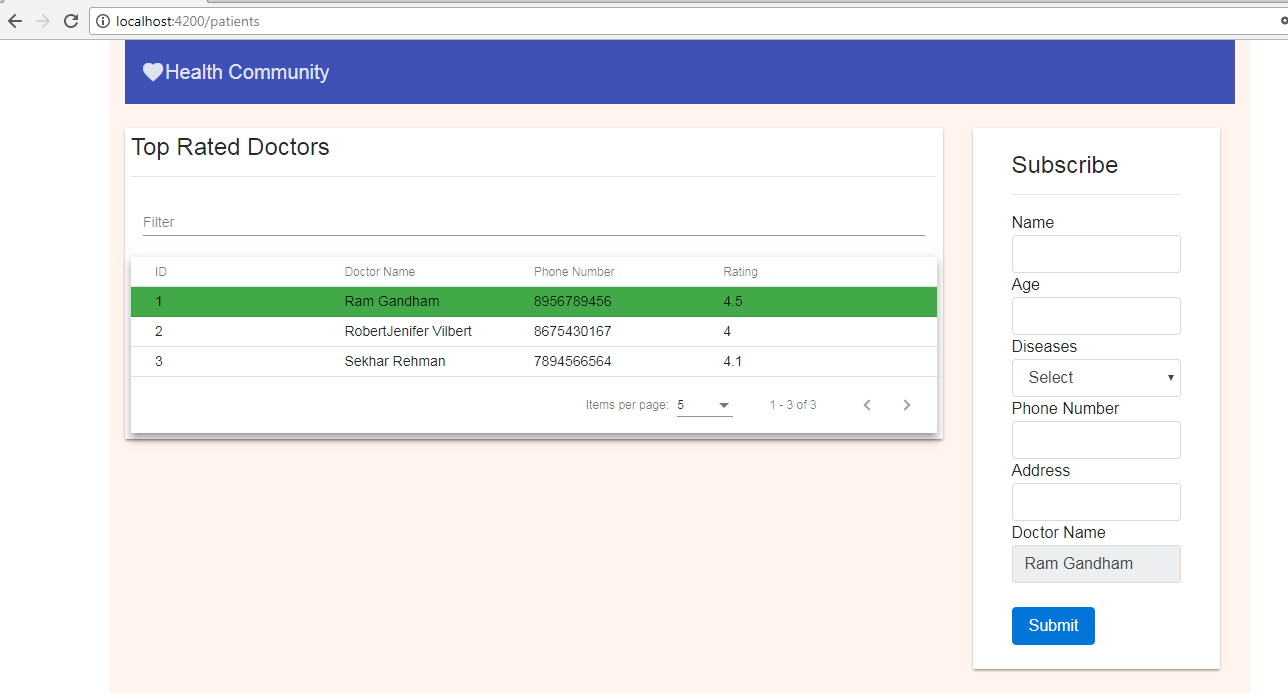 localhost:4200/patients
Health Community
Top Rated Doctors
Filter
ID Doctor Name Phone Number Rating
1 Ram Gandham 8956789456 4.5
2 RobertJenifer Vilbert 8675430167 4
3 Sekhar Rehman 7894566564 4.1
Items per page: 5 1 - 3 of 3
Subscribe
Name
Age
Diseases
Select
Phone Number
Address
Doctor Name
Ram Gandham
Submit